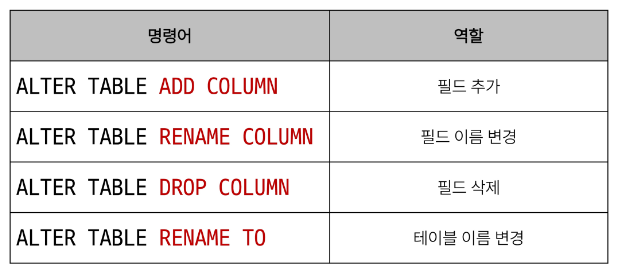 명령어 역할
ALTER TABLE ADD COLUMN 필드 추가
ALTER TABLE RENAME COLUMN 필드 이름 변경
ALTER TABLE DROP COLUMN 필드 삭제
ALTER TABLE RENAME TO 테이블 이름 변경